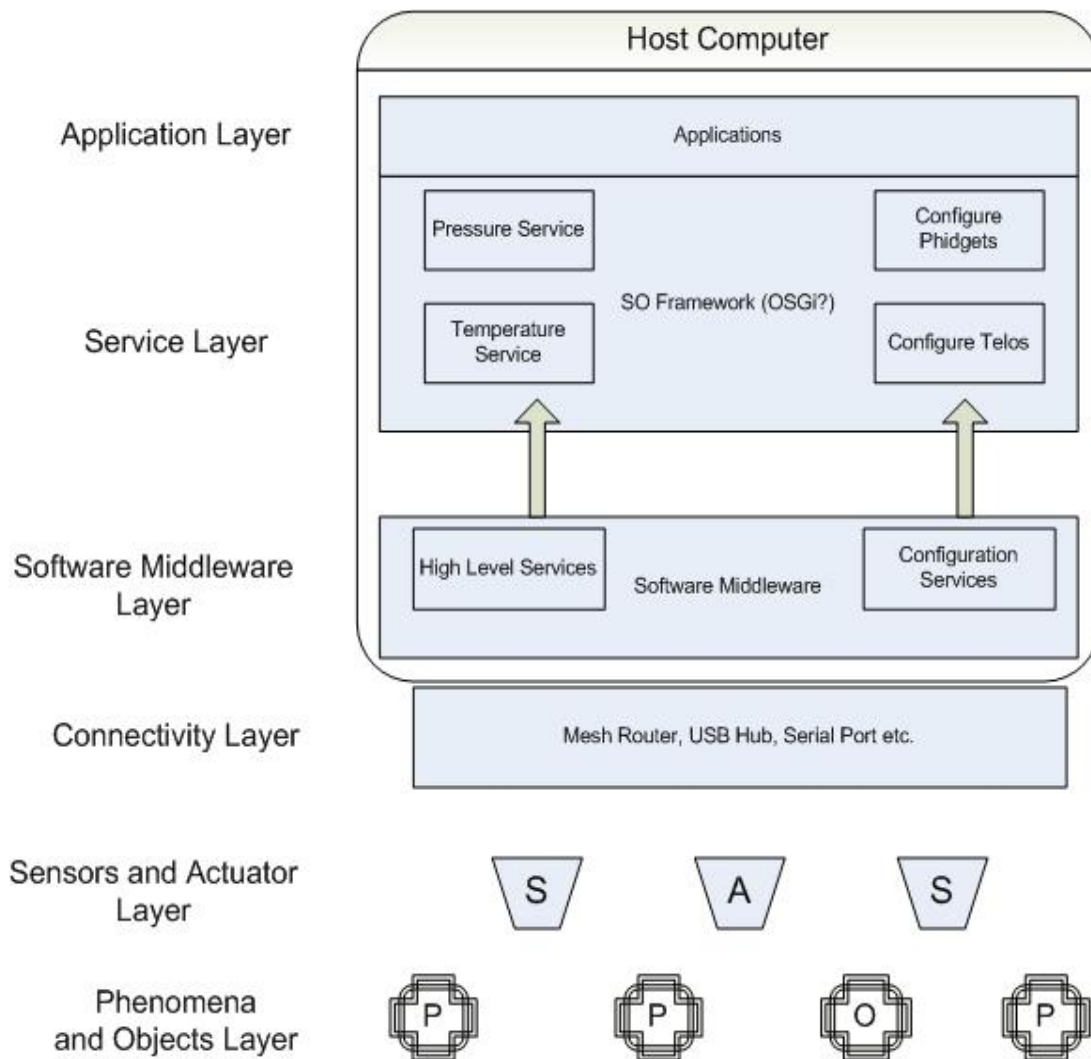 Host Computer
Application Layer
Applications
Pressure Service
Configure
Phidgets
SO Framework (OSGi?)
Service Layer
Temperature
Service
Configure Telos
Software Middleware
Layer
High Level Services
Software Middleware
Configuration
Services
Connectivity Layer
Mesh Router, USB Hub, Serial Port etc.
Sensors and Actuator
Layer
S
A
S
Phenomena
and Objects Layer
P
P
O
P